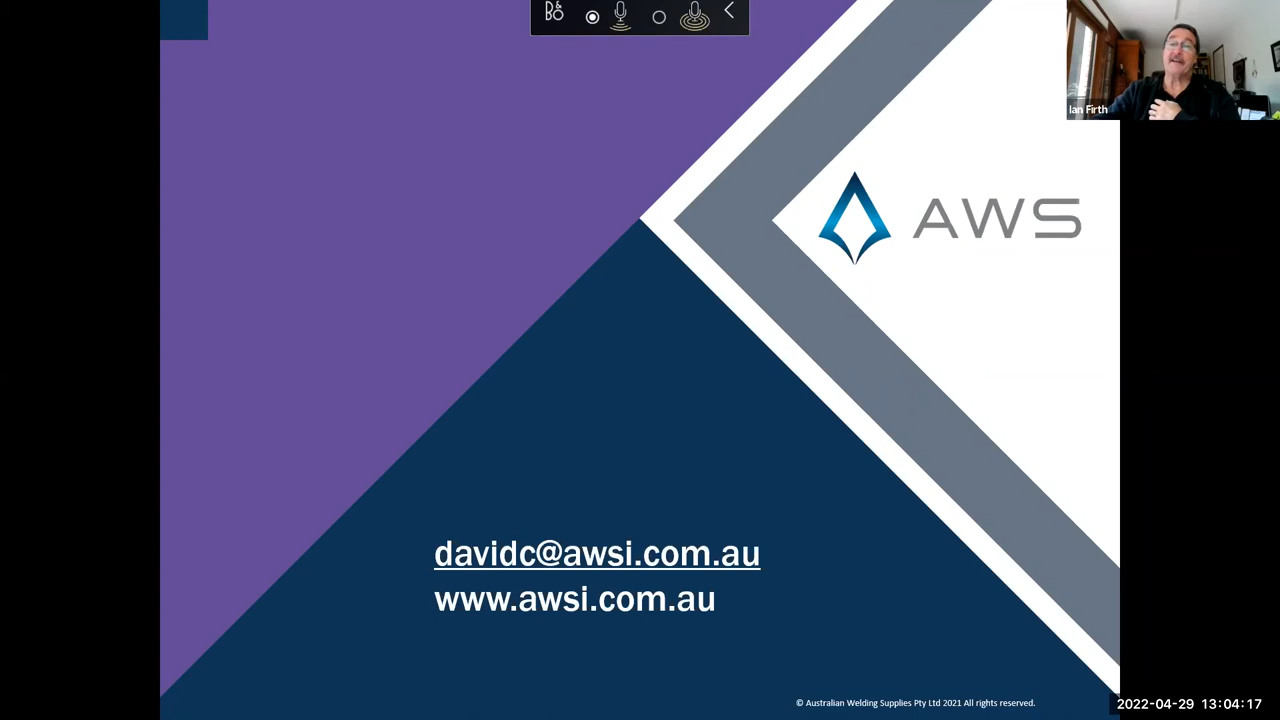 B&O
Ian Firth
AWS
davidc@awsi.com.au
www.awsi.com.au
© Australian Welding Supplies Pty Ltd 2021 All rights reserved.
2022-04-29 13:04:17